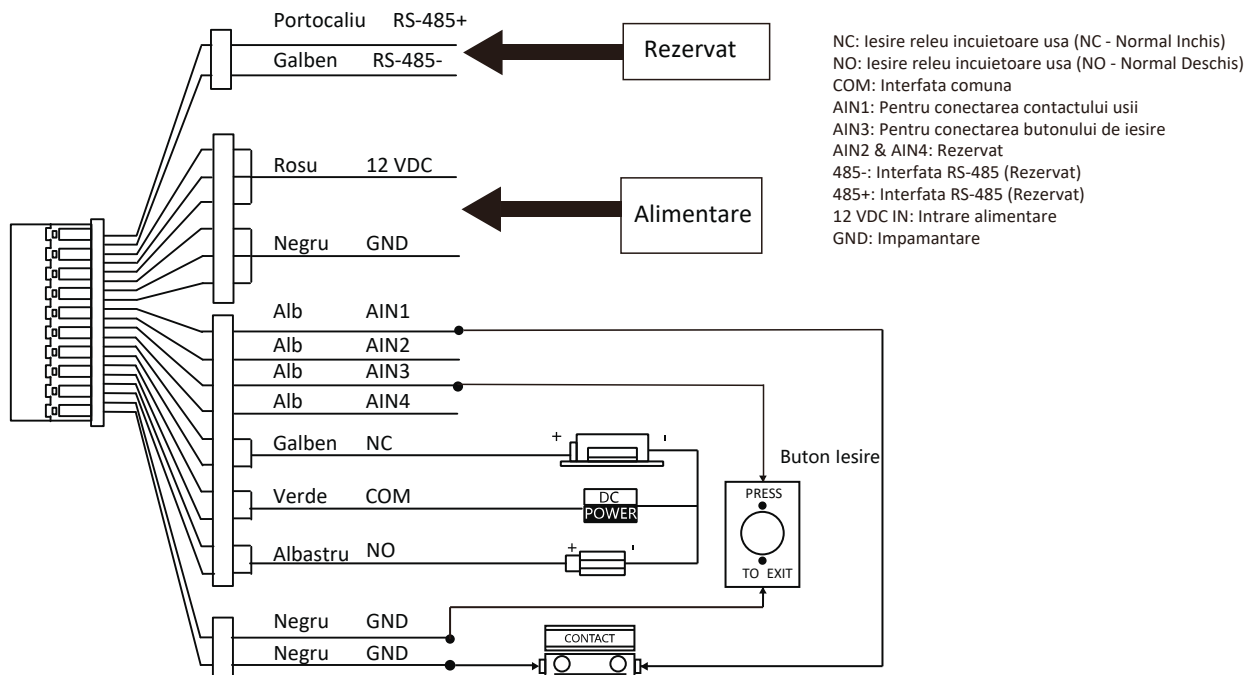 Portocaliu RS-485+
Galben RS-485-
Rezervat
Rosu 12 VDC
Alimentare
Negru GND
Alb AIN1
Alb AIN2
Alb AIN3
Alb AIN4
Galben NC
+ -
Verde COM
DC
POWER
Albastru NO
+ -
Buton Iesire
PRESS
TO EXIT
Negru GND
Negru GND
CONTACT
NC: Iesire releu incuietoare usa (NC - Normal Inchis)
NO: Iesire releu incuietoare usa (NO - Normal Deschis)
COM: Interfata comuna
AIN1: Pentru conectarea contactului usii
AIN3: Pentru conectarea butonului de iesire
AIN2 & AIN4: Rezervat
485-: Interfata RS-485 (Rezervat)
485+: Interfata RS-485 (Rezervat)
12 VDC IN: Intrare alimentare
GND: Impamantare